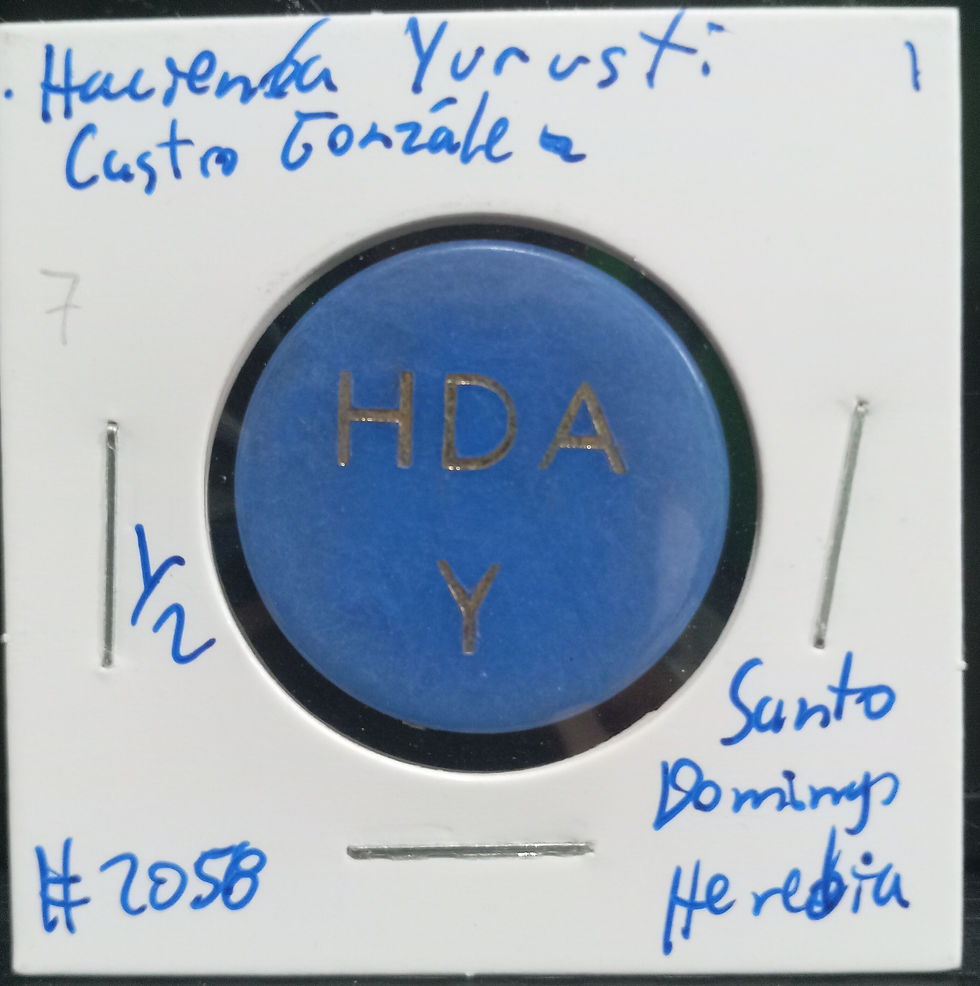 Hacienda Yurusti 1
Castro González
7
HDA
Y
1/2
Santo
Domingo
Heredia
#2058